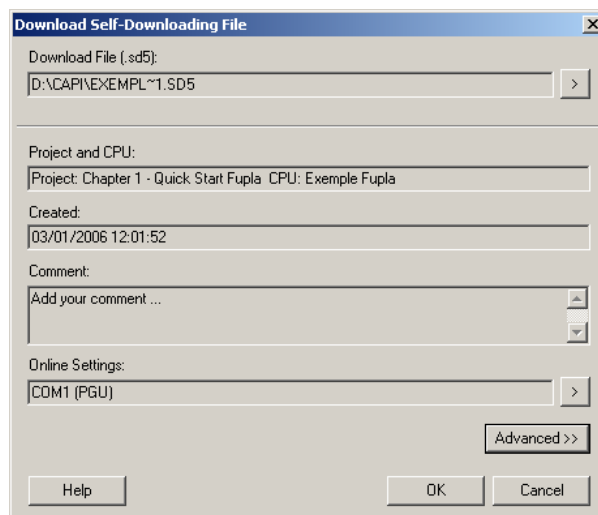 Download Self-Downloading File
Download File (.sd5):
D:\CAPI\EXEMPL~1.SD5
>
Project and CPU:
Project: Chapter 1 - Quick Start Fupla  CPU: Exemple Fupla
Created:
03/01/2006 12:01:52
Comment:
Add your comment ...
Online Settings:
COM1 (PGU)
>
Advanced >>
Help
OK
Cancel